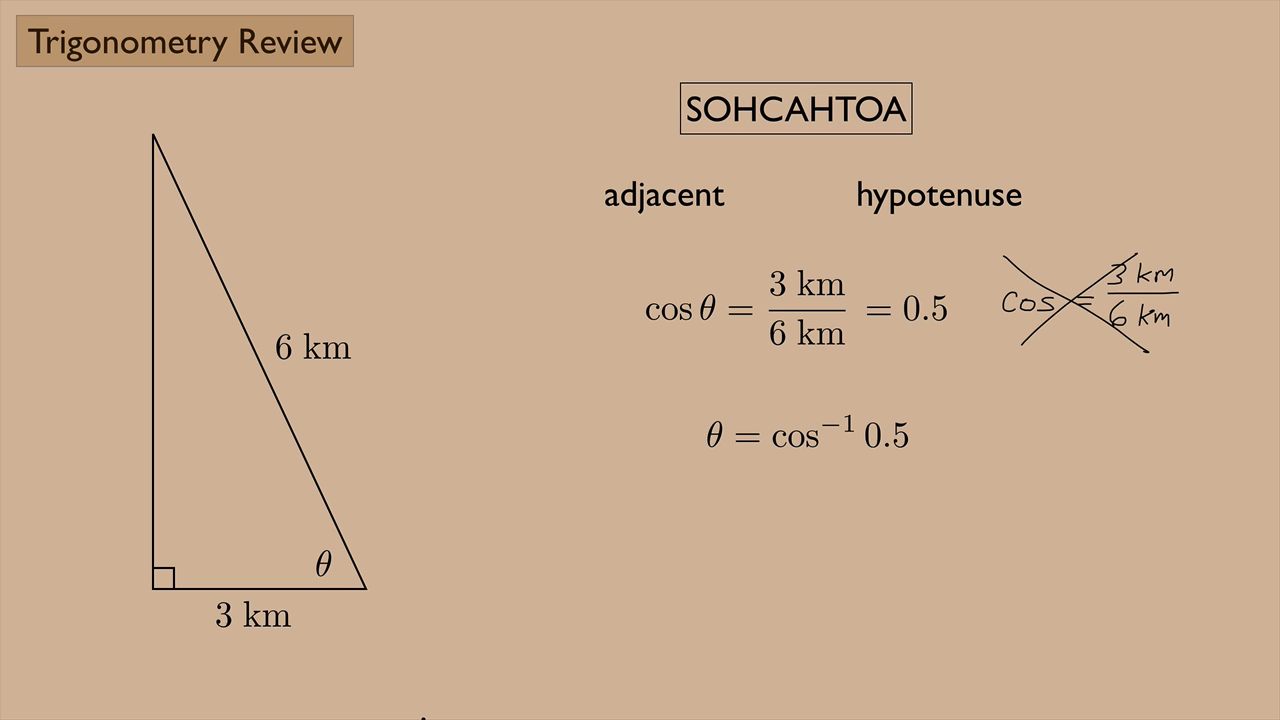 Trigonometry Review
SOHCAHTOA
adjacent hypotenuse
cos θ = 3 km / 6 km = 0.5
cos = 3 km / 6 km
6 km
θ = cos⁻¹ 0.5
θ
3 km